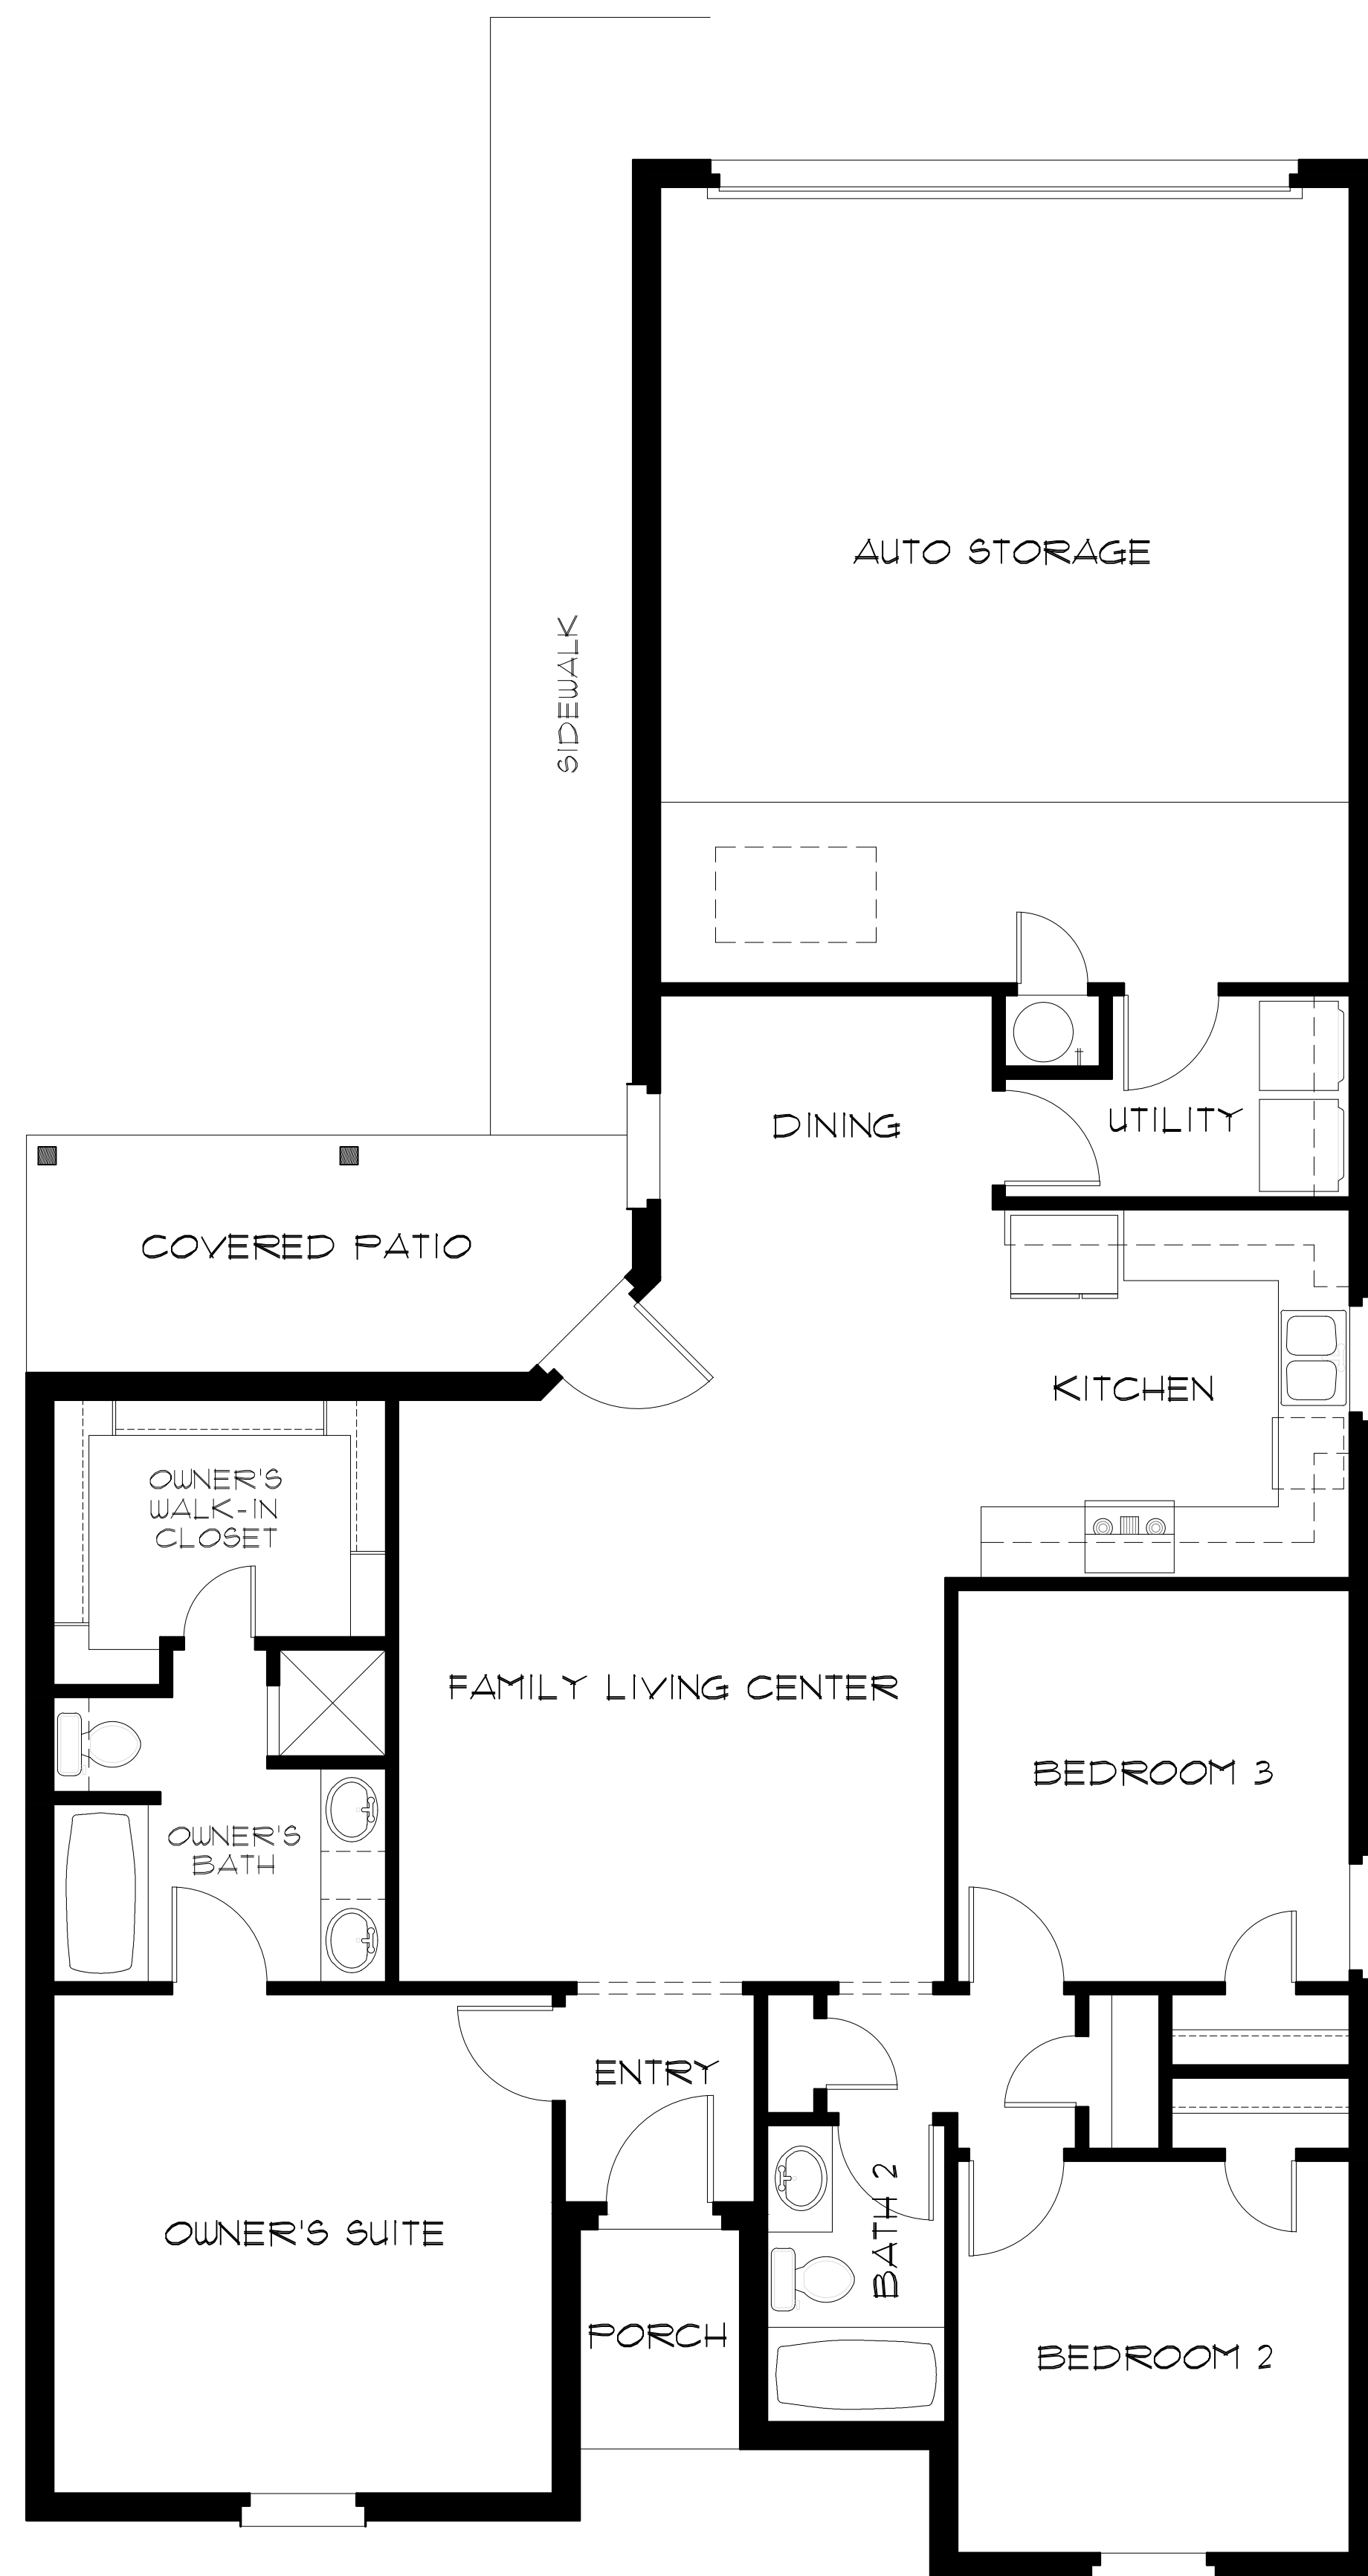 AUTO STORAGE
SIDEWALK
DINING
UTILITY
COVERED PATIO
KITCHEN
OWNER'S
WALK-IN
CLOSET
FAMILY LIVING CENTER
BEDROOM 3
OWNER'S
BATH
ENTRY
BATH 2
OWNER'S SUITE
PORCH
BEDROOM 2